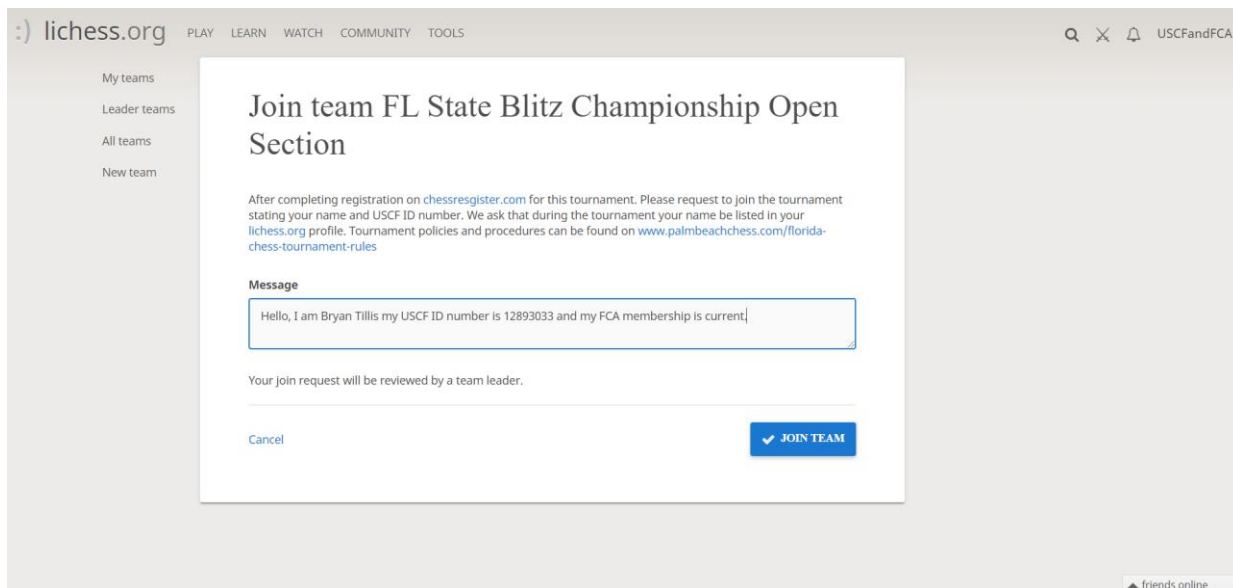 :) lichess.org PLAY LEARN WATCH COMMUNITY TOOLS USCFandFCA
My teams
Leader teams
All teams
New team
Join team FL State Blitz Championship Open
Section
After completing registration on chessresgister.com for this tournament. Please request to join the tournament
stating your name and USCF ID number. We ask that during the tournament your name be listed in your
lichess.org profile. Tournament policies and procedures can be found on www.palmbeachchess.com/florida-
chess-tournament-rules
Message
Hello, I am Bryan Tillis my USCF ID number is 12893033 and my FCA membership is current.
Your join request will be reviewed by a team leader.
Cancel
JOIN TEAM
friends online